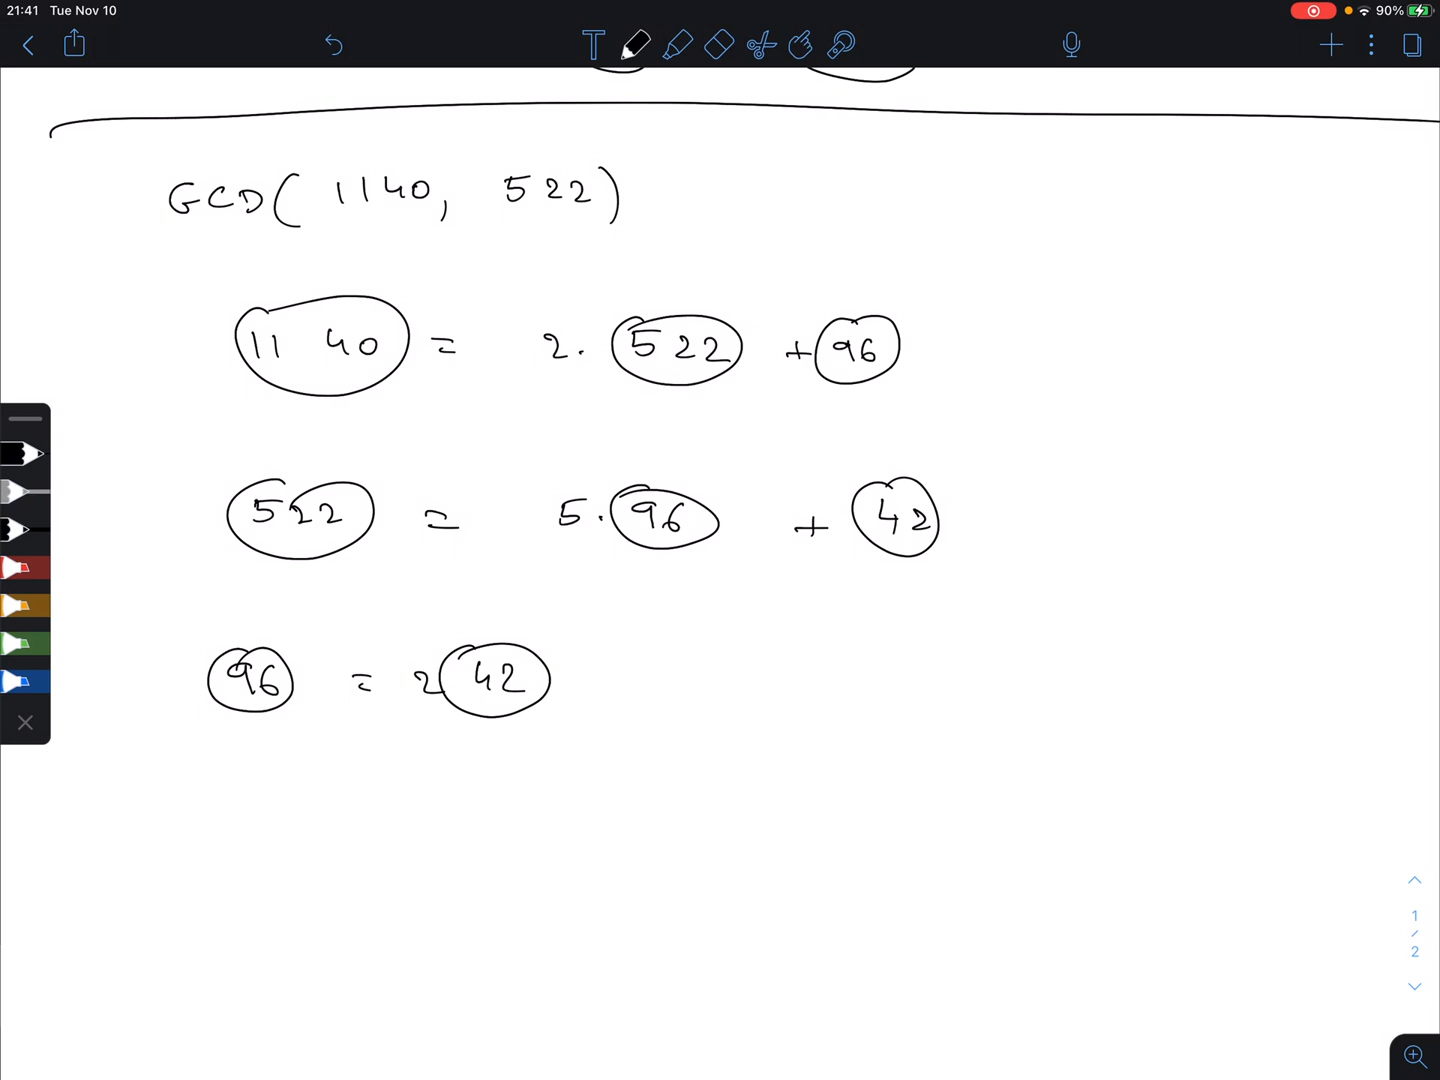 21:41 Tue Nov 10
90%
T
GCD( 1140, 522)
1140 = 2. 522 + 96
522 = 5. 96 + 42
96 = 2 42
1
/
2